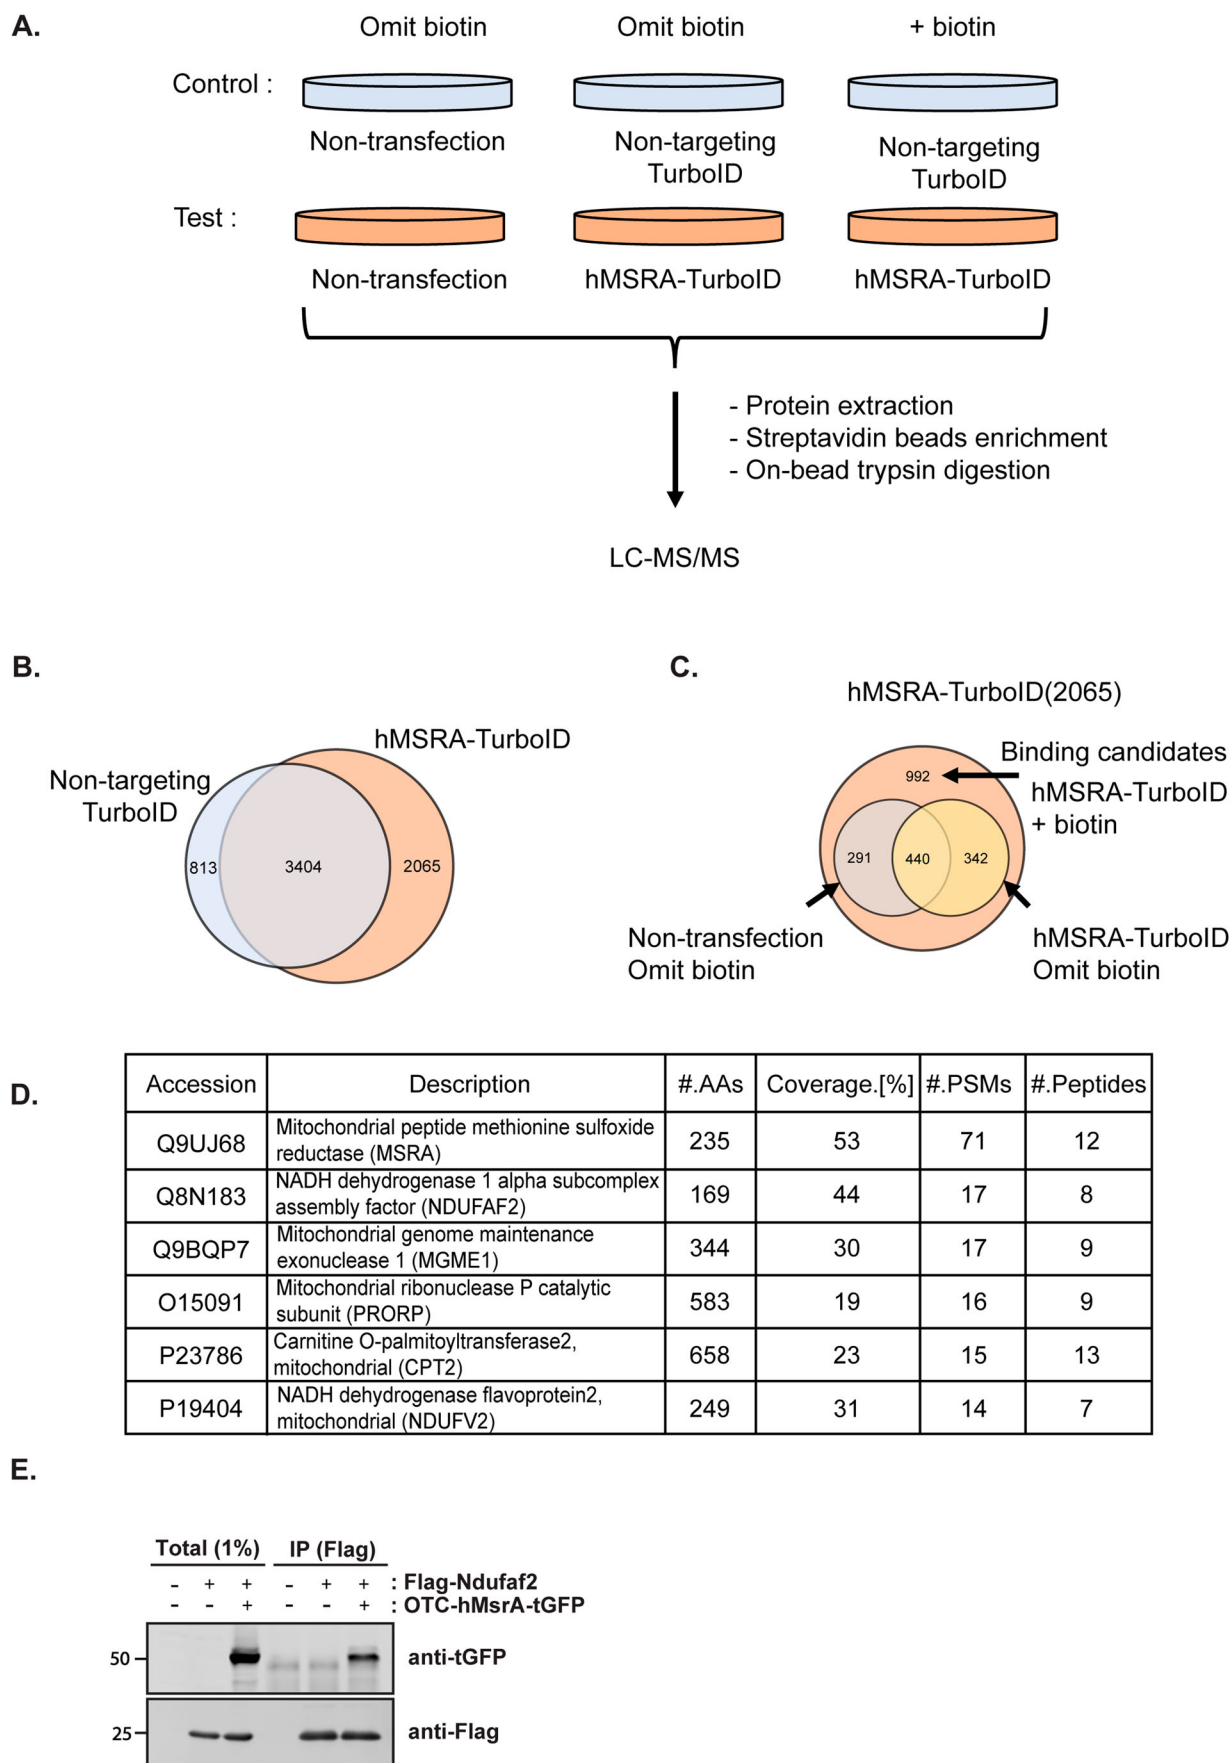 A.
Omit biotin Omit biotin + biotin
Control :
Non-transfection Non-targeting TurboID Non-targeting TurboID
Test :
Non-transfection hMSRA-TurboID hMSRA-TurboID
- Protein extraction
- Streptavidin beads enrichment
- On-bead trypsin digestion
LC-MS/MS
B.
Non-targeting
TurboID
hMSRA-TurboID
813 3404 2065
C.
hMSRA-TurboID(2065)
Binding candidates
hMSRA-TurboID
+ biotin
992
291 440 342
Non-transfection
Omit biotin
hMSRA-TurboID
Omit biotin
D.
Accession Description #.AAs Coverage.[%] #.PSMs #.Peptides
Q9UJ68 Mitochondrial peptide methionine sulfoxide
reductase (MSRA) 235 53 71 12
Q8N183 NADH dehydrogenase 1 alpha subcomplex
assembly factor (NDUFAF2) 169 44 17 8
Q9BQP7 Mitochondrial genome maintenance
exonuclease 1 (MGME1) 344 30 17 9
O15091 Mitochondrial ribonuclease P catalytic
subunit (PRORP) 583 19 16 9
P23786 Carnitine O-palmitoyltransferase2,
mitochondrial (CPT2) 658 23 15 13
P19404 NADH dehydrogenase flavoprotein2,
mitochondrial (NDUFV2) 249 31 14 7
E.
Total (1%) IP (Flag)
- + + - + + : Flag-Ndufaf2
- - + - - + : OTC-hMsrA-tGFP
50 anti-tGFP
25 anti-Flag